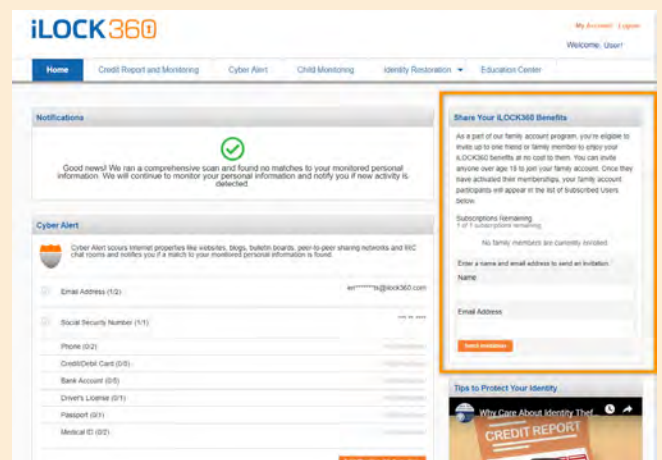 iLOCK360
My Account Logout
Welcome, User!
Home Credit Report and Monitoring Cyber Alert Child Monitoring Identity Restoration Education Center
Notifications
Good news! We ran a comprehensive scan and found no matches to your monitored personal
information. We will continue to monitor your personal information and notify you if new activity is
detected.
Cyber Alert
Cyber Alert scours internet properties like websites, blogs, bulletin boards, peer-to-peer sharing networks and IRC
chat rooms and notifies you if a match to your monitored personal information is found.
Email Address (1/2) en********ts@ilock360.com
Social Security Number (1/1) *** ** ****
Phone (0/2)
Credit/Debit Card (0/5)
Bank Account (0/5)
Driver's License (0/1)
Passport (0/1)
Medical ID (0/2)
Share Your iLOCK360 Benefits
As a part of our family account program, you're eligible to
invite up to one friend or family member to enjoy your
iLOCK360 benefits at no cost to them. You can invite
anyone over age 18 to join your family account. Once they
have activated their memberships, your family account
participants will appear in the list of Subscribed Users
below.
Subscriptions Remaining
1 of 1 subscriptions remaining
No family members are currently enrolled.
Enter a name and email address to send an invitation.
Name
Email Address
Send Invitation
Tips to Protect Your Identity
Why Care About Identity Thef...
CREDIT REPORT